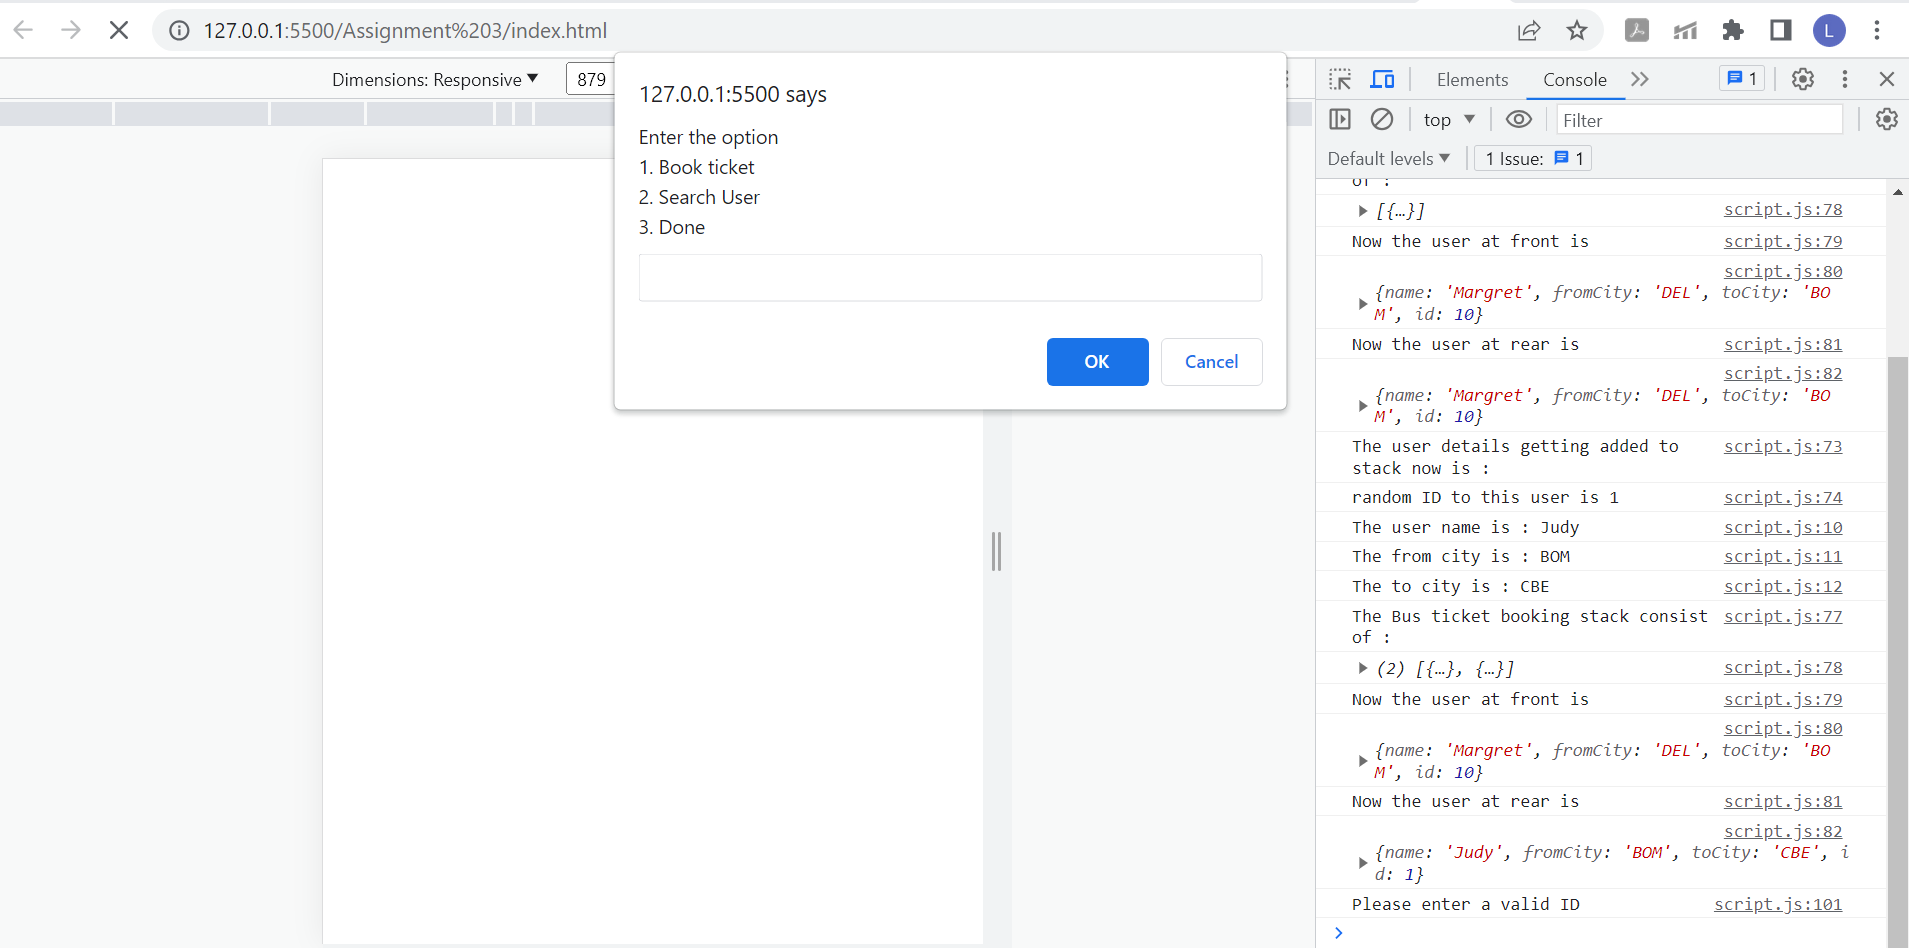 127.0.0.1:5500/Assignment%203/index.html
L
Dimensions: Responsive
879
127.0.0.1:5500 says
Enter the option
1. Book ticket
2. Search User
3. Done
OK
Cancel
Elements
Console
1
top
Filter
Default levels
1 Issue: 1
of :
[{…}] script.js:78
Now the user at front is script.js:79
script.js:80
{name: 'Margret', fromCity: 'DEL', toCity: 'BO
M', id: 10}
Now the user at rear is script.js:81
script.js:82
{name: 'Margret', fromCity: 'DEL', toCity: 'BO
M', id: 10}
The user details getting added to script.js:73
stack now is :
random ID to this user is 1 script.js:74
The user name is : Judy script.js:10
The from city is : BOM script.js:11
The to city is : CBE script.js:12
The Bus ticket booking stack consist script.js:77
of :
(2) [{…}, {…}] script.js:78
Now the user at front is script.js:79
script.js:80
{name: 'Margret', fromCity: 'DEL', toCity: 'BO
M', id: 10}
Now the user at rear is script.js:81
script.js:82
{name: 'Judy', fromCity: 'BOM', toCity: 'CBE', i
d: 1}
Please enter a valid ID script.js:101